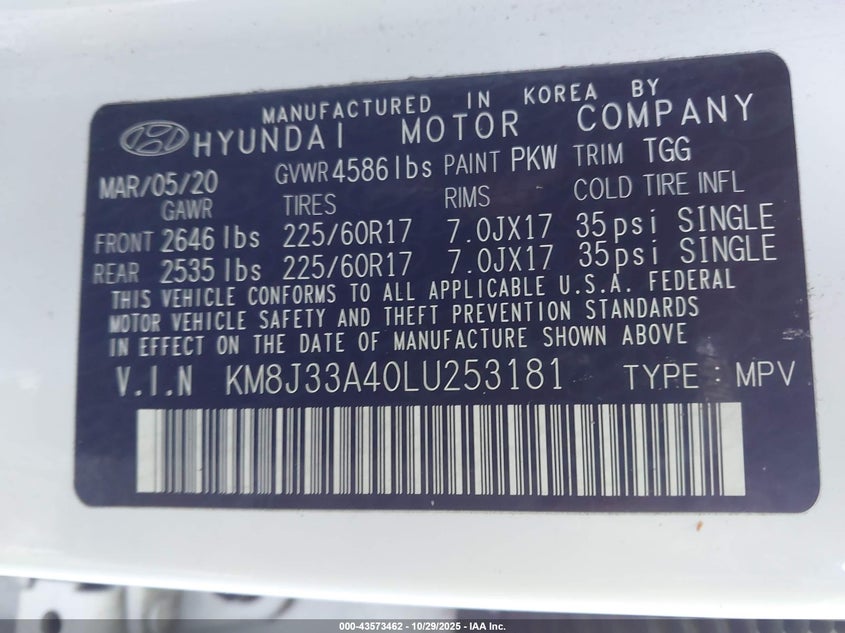 MANUFACTURED IN KOREA BY
HYUNDAI MOTOR COMPANY
MAR/05/20 GVWR 4586 lbs PAINT PKW TRIM TGG
GAWR TIRES RIMS COLD TIRE INFL
FRONT 2646 lbs 225/60R17 7.0JX17 35psi SINGLE
REAR 2535 lbs 225/60R17 7.0JX17 35psi SINGLE
THIS VEHICLE CONFORMS TO ALL APPLICABLE U.S.A. FEDERAL
MOTOR VEHICLE SAFETY AND THEFT PREVENTION STANDARDS
IN EFFECT ON THE DATE OF MANUFACTURE SHOWN ABOVE
V.I.N KM8J33A40LU253181 TYPE : MPV
000-43573462 | 10/29/2025 - IAA Inc.